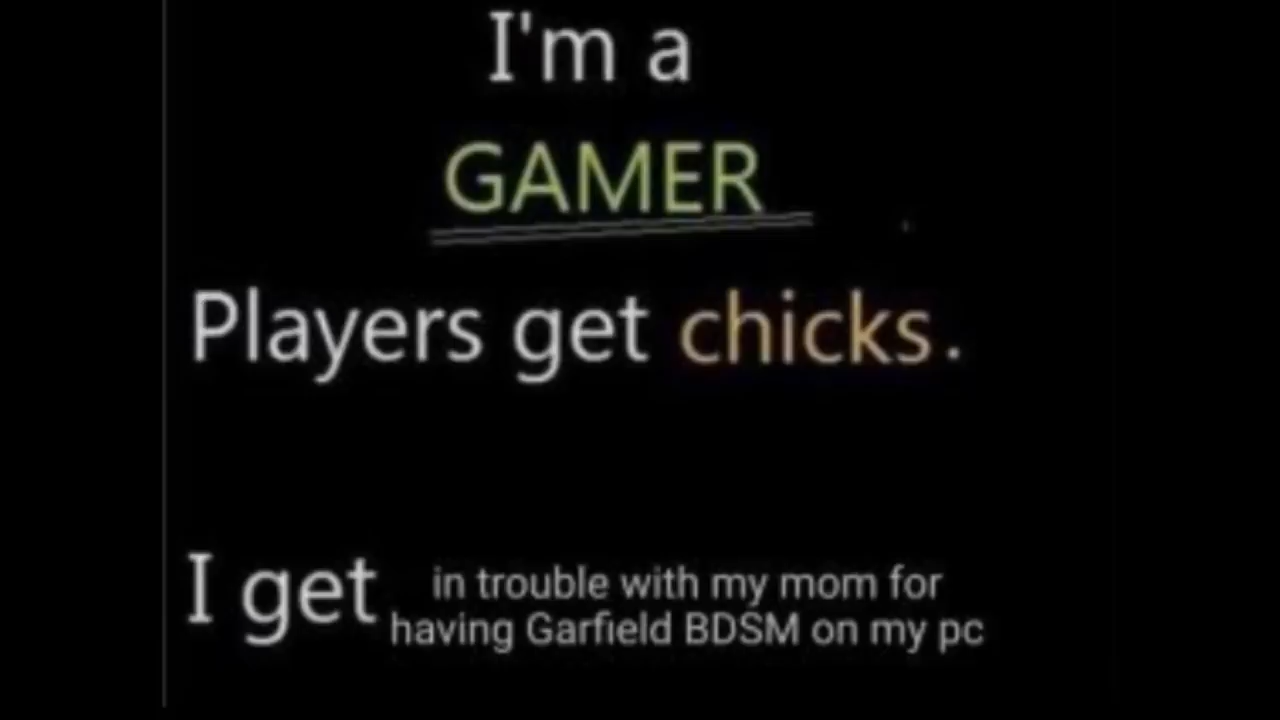 I'm a
GAMER
Players get chicks.
I get in trouble with my mom for
having Garfield BDSM on my pc